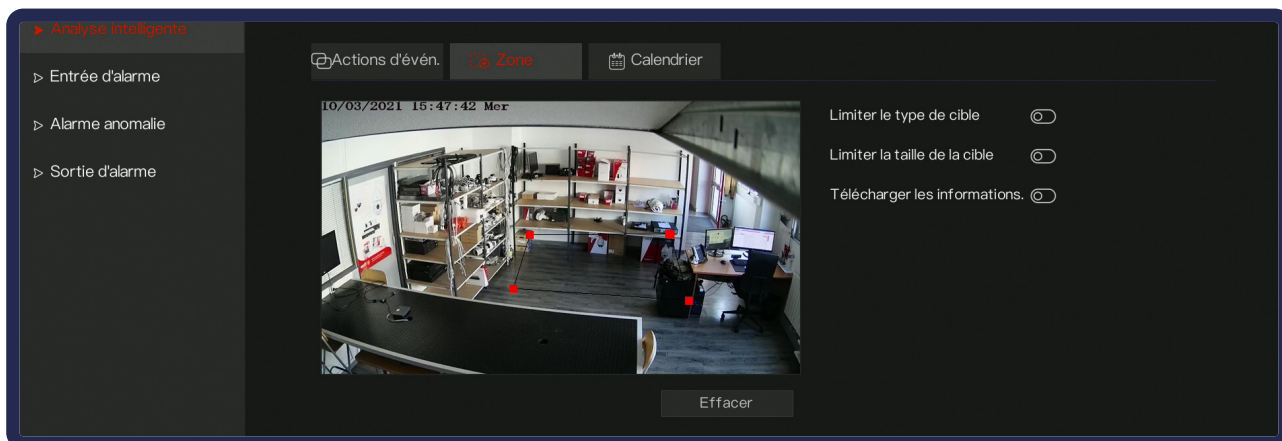 Analyse intelligente
Actions d'évén.
Zone
Calendrier
Entrée d'alarme
10/03/2021 15:47:42 Mer
Limiter le type de cible
Alarme anomalie
Limiter la taille de la cible
Sortie d'alarme
Télécharger les informations.
Effacer